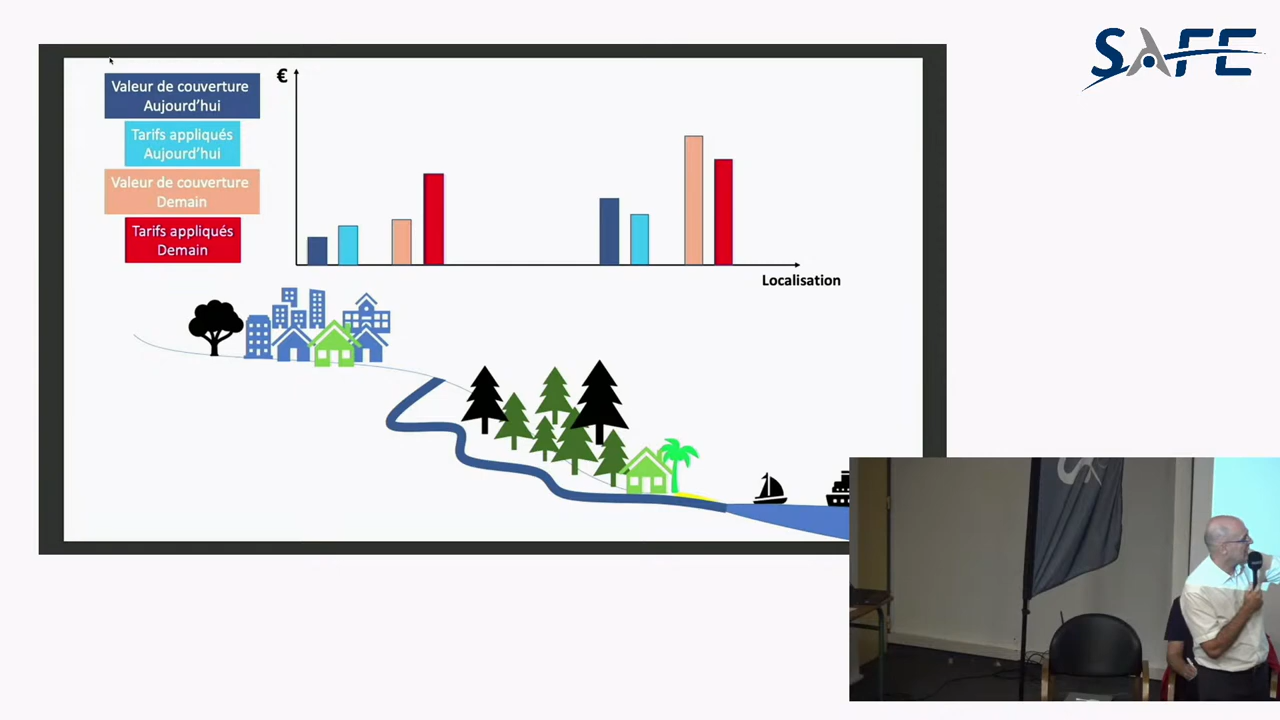 SAFE
€
Valeur de couverture
Aujourd'hui
Tarifs appliqués
Aujourd'hui
Valeur de couverture
Demain
Tarifs appliqués
Demain
Localisation